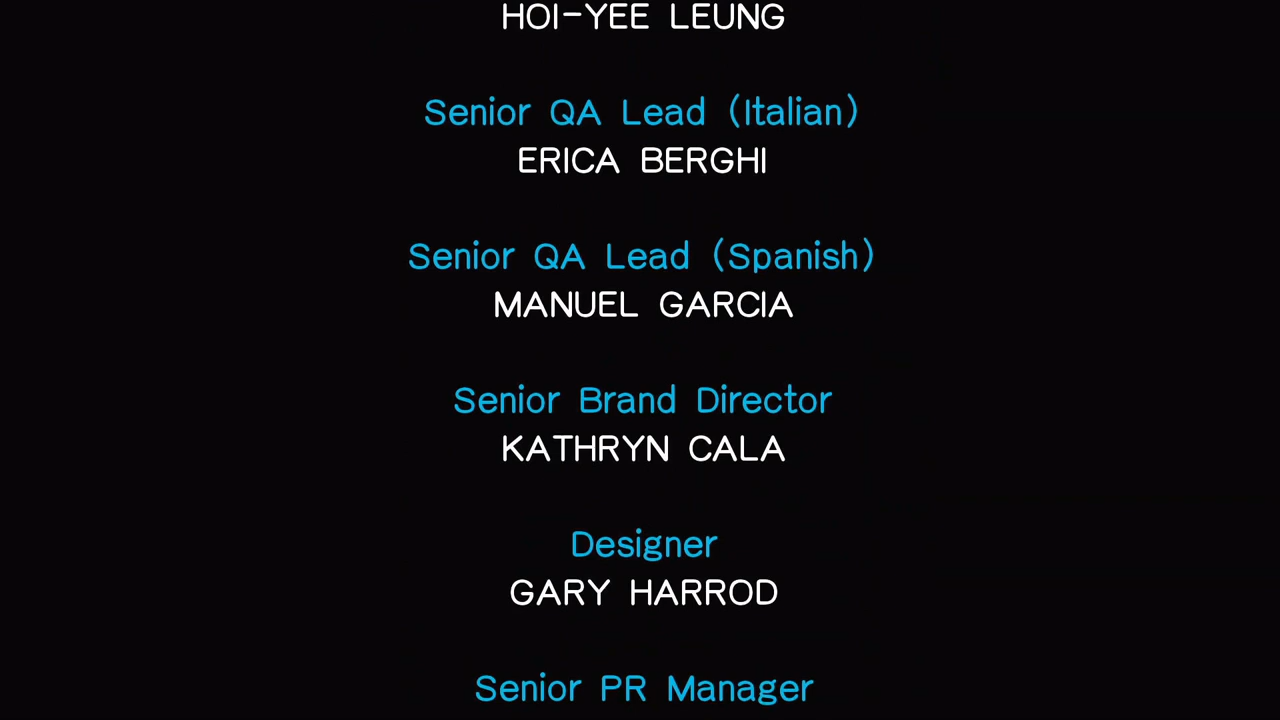 HOI-YEE LEUNG
Senior QA Lead (Italian)
ERICA BERGHI
Senior QA Lead (Spanish)
MANUEL GARCIA
Senior Brand Director
KATHRYN CALA
Designer
GARY HARROD
Senior PR Manager